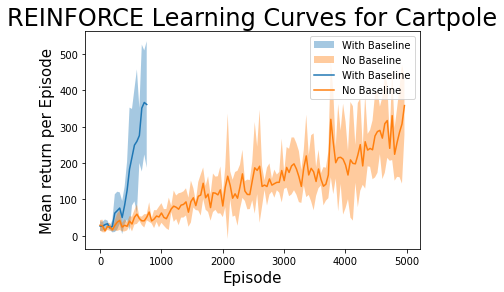 REINFORCE Learning Curves for Cartpole
Mean return per Episode
500
400
300
200
100
0
With Baseline
No Baseline
With Baseline
No Baseline
0 1000 2000 3000 4000 5000
Episode